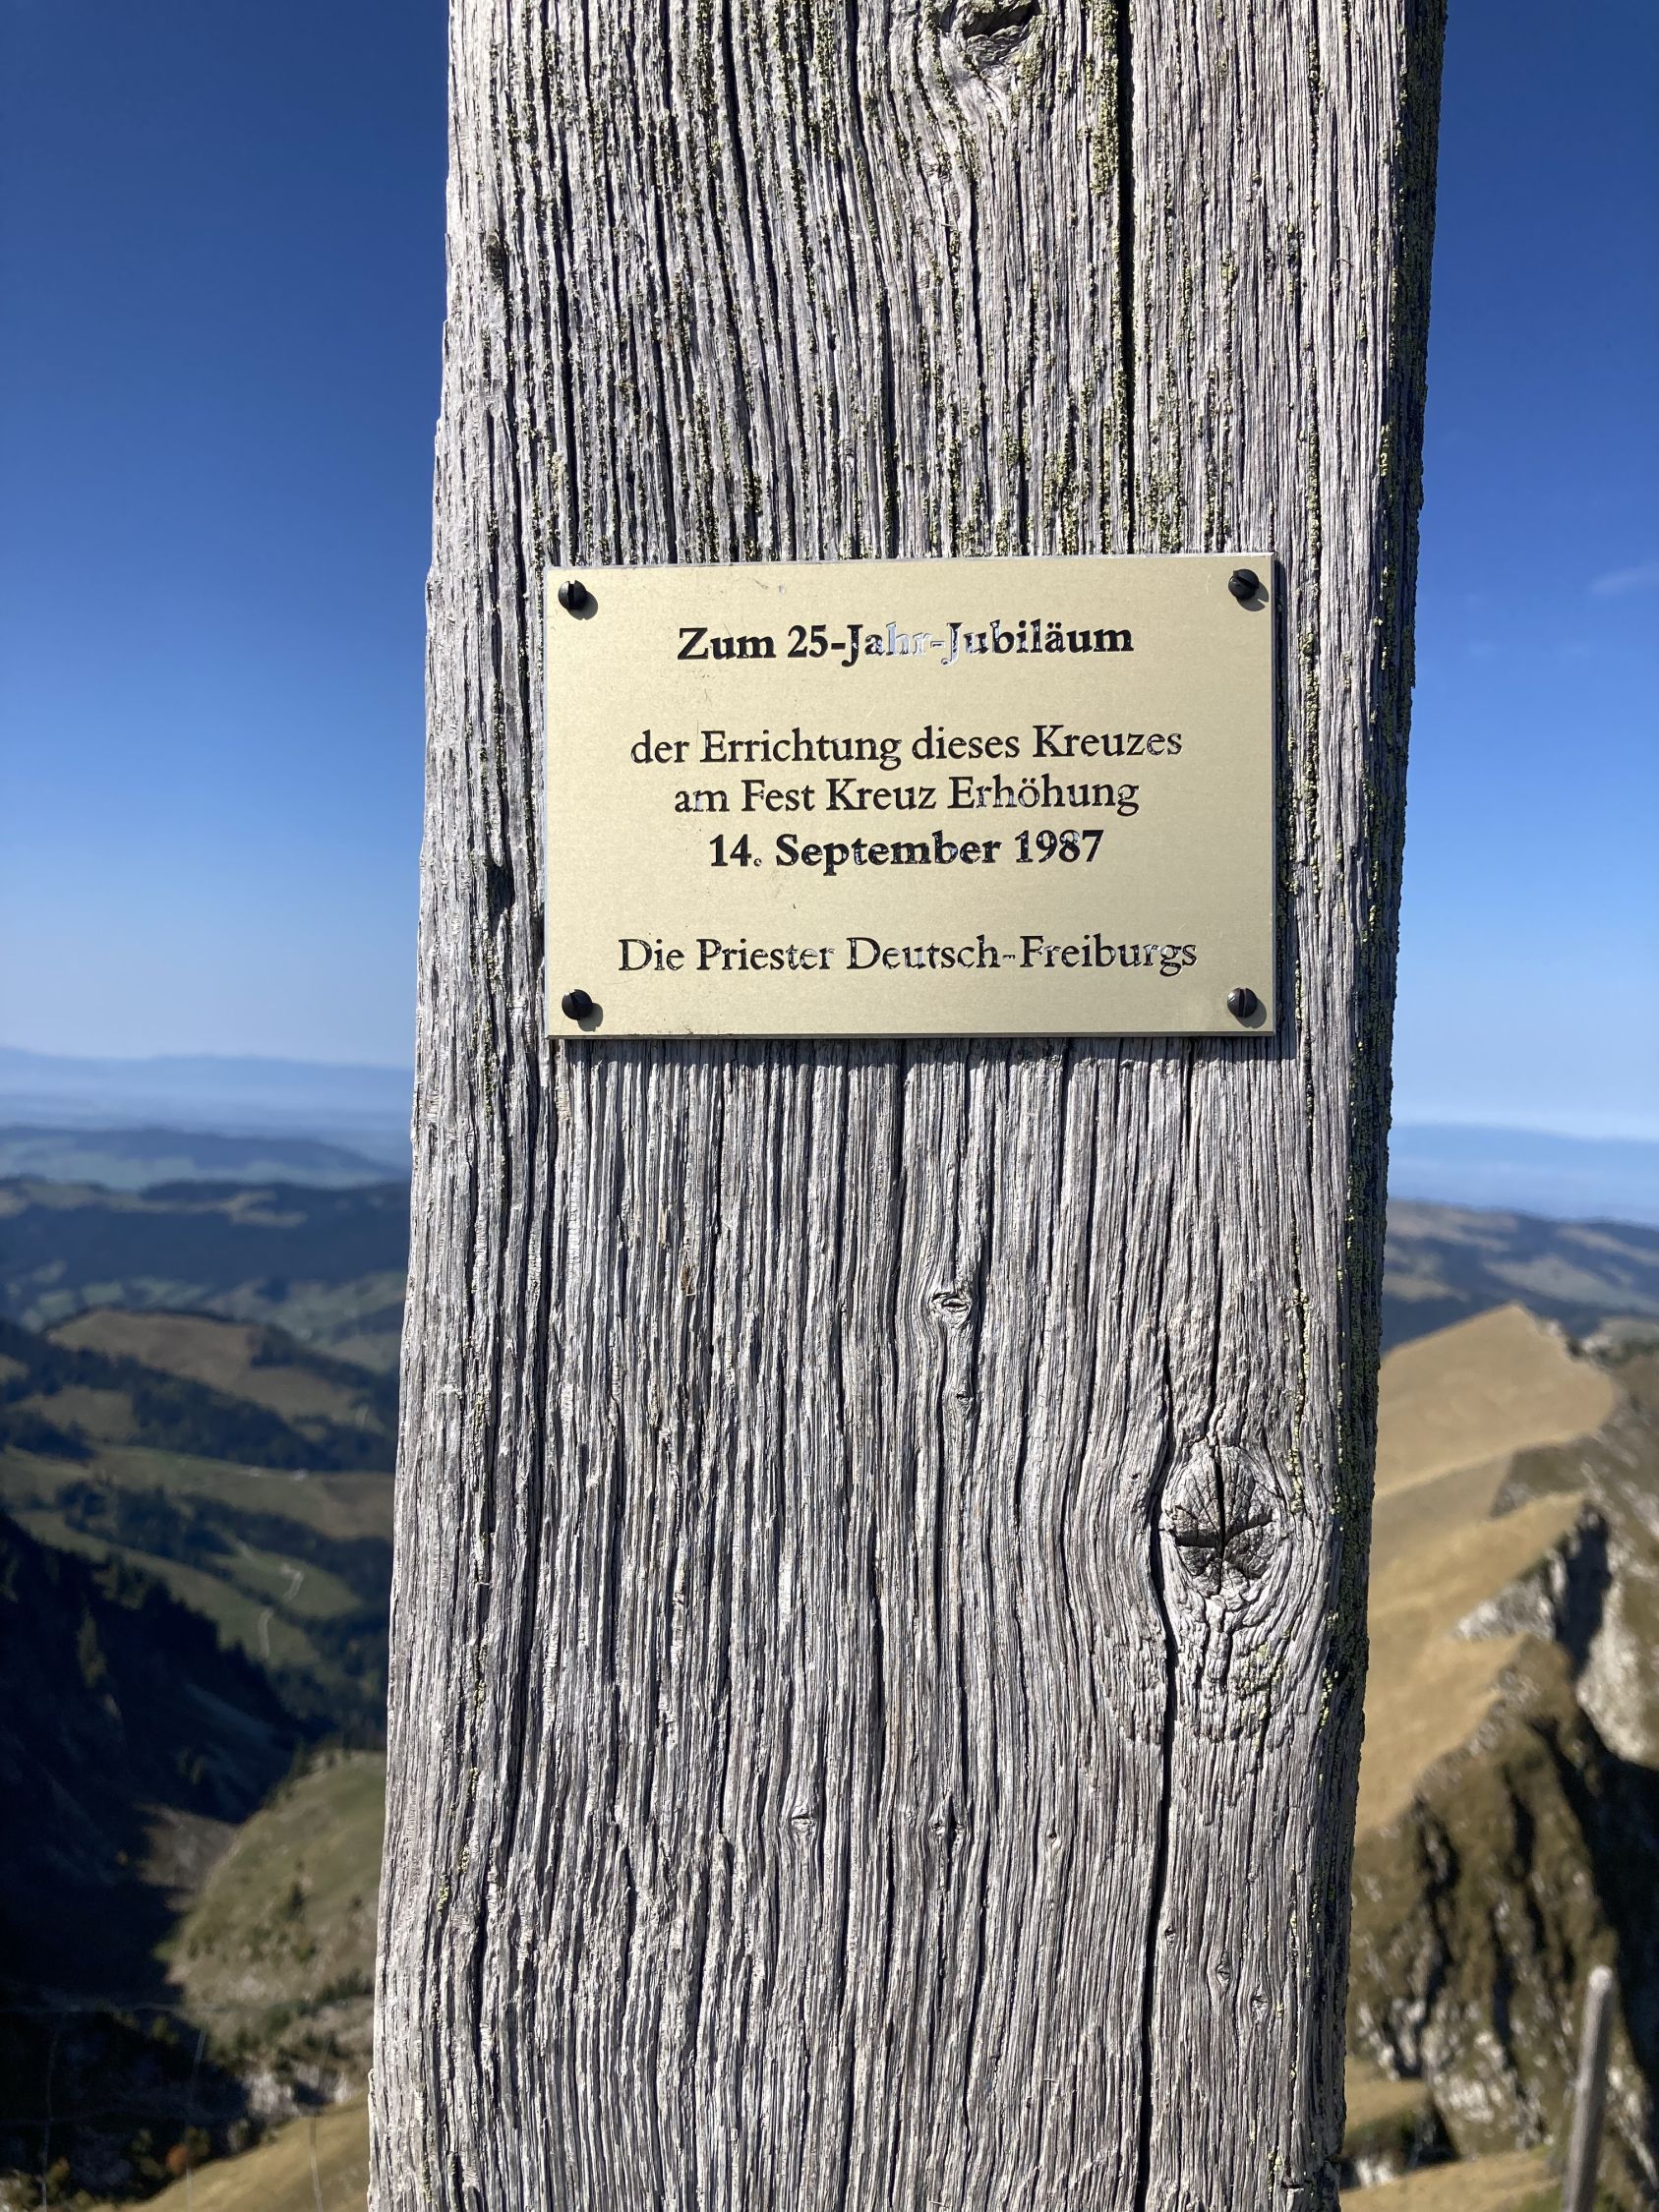 Zum 25-Jahr-Jubiläum
der Errichtung dieses Kreuzes
am Fest Kreuz Erhöhung
14. September 1987
Die Priester Deutsch-Freiburgs